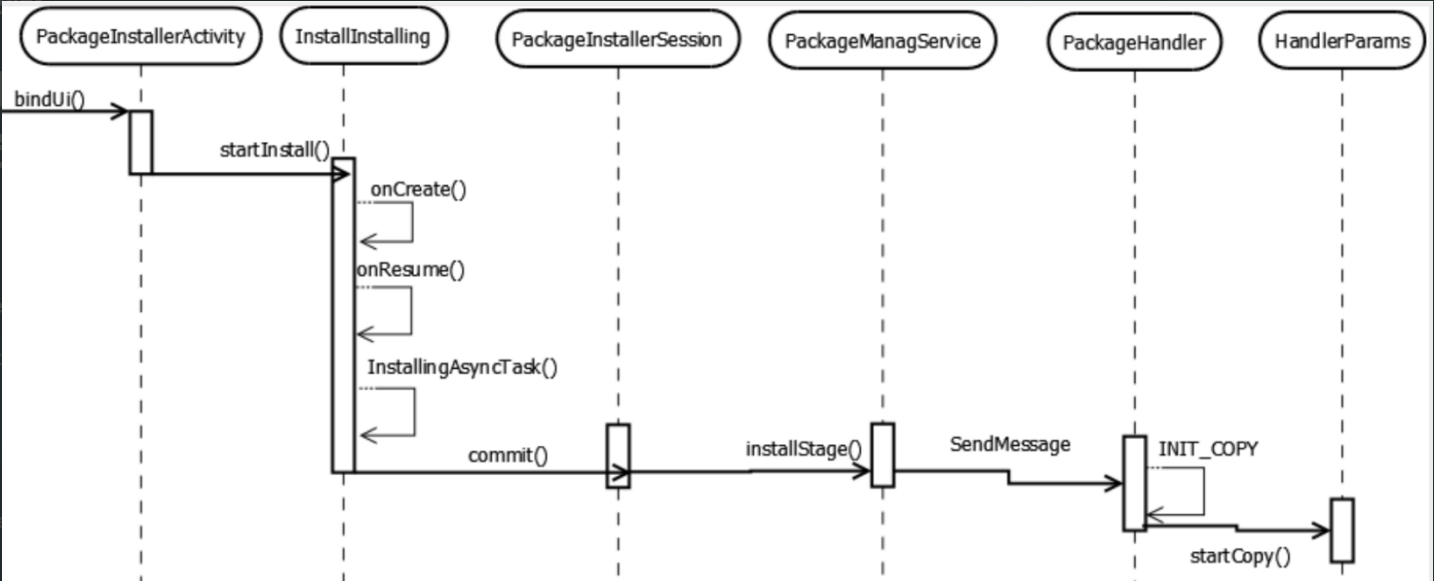 PackageInstallerActivity
InstallInstalling
PackageInstallerSession
PackageManagService
PackageHandler
HandlerParams
bindUi()
startInstall()
onCreate()
onResume()
InstallingAsyncTask()
commit()
installStage()
SendMessage
INIT_COPY
startCopy()